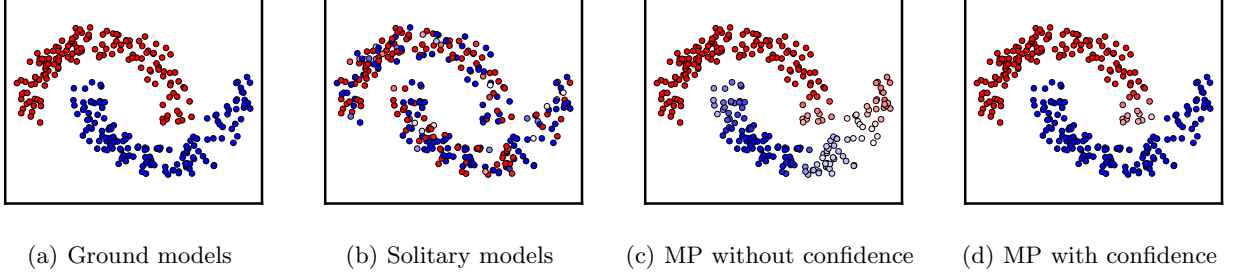 (a) Ground models
(b) Solitary models
(c) MP without confidence
(d) MP with confidence